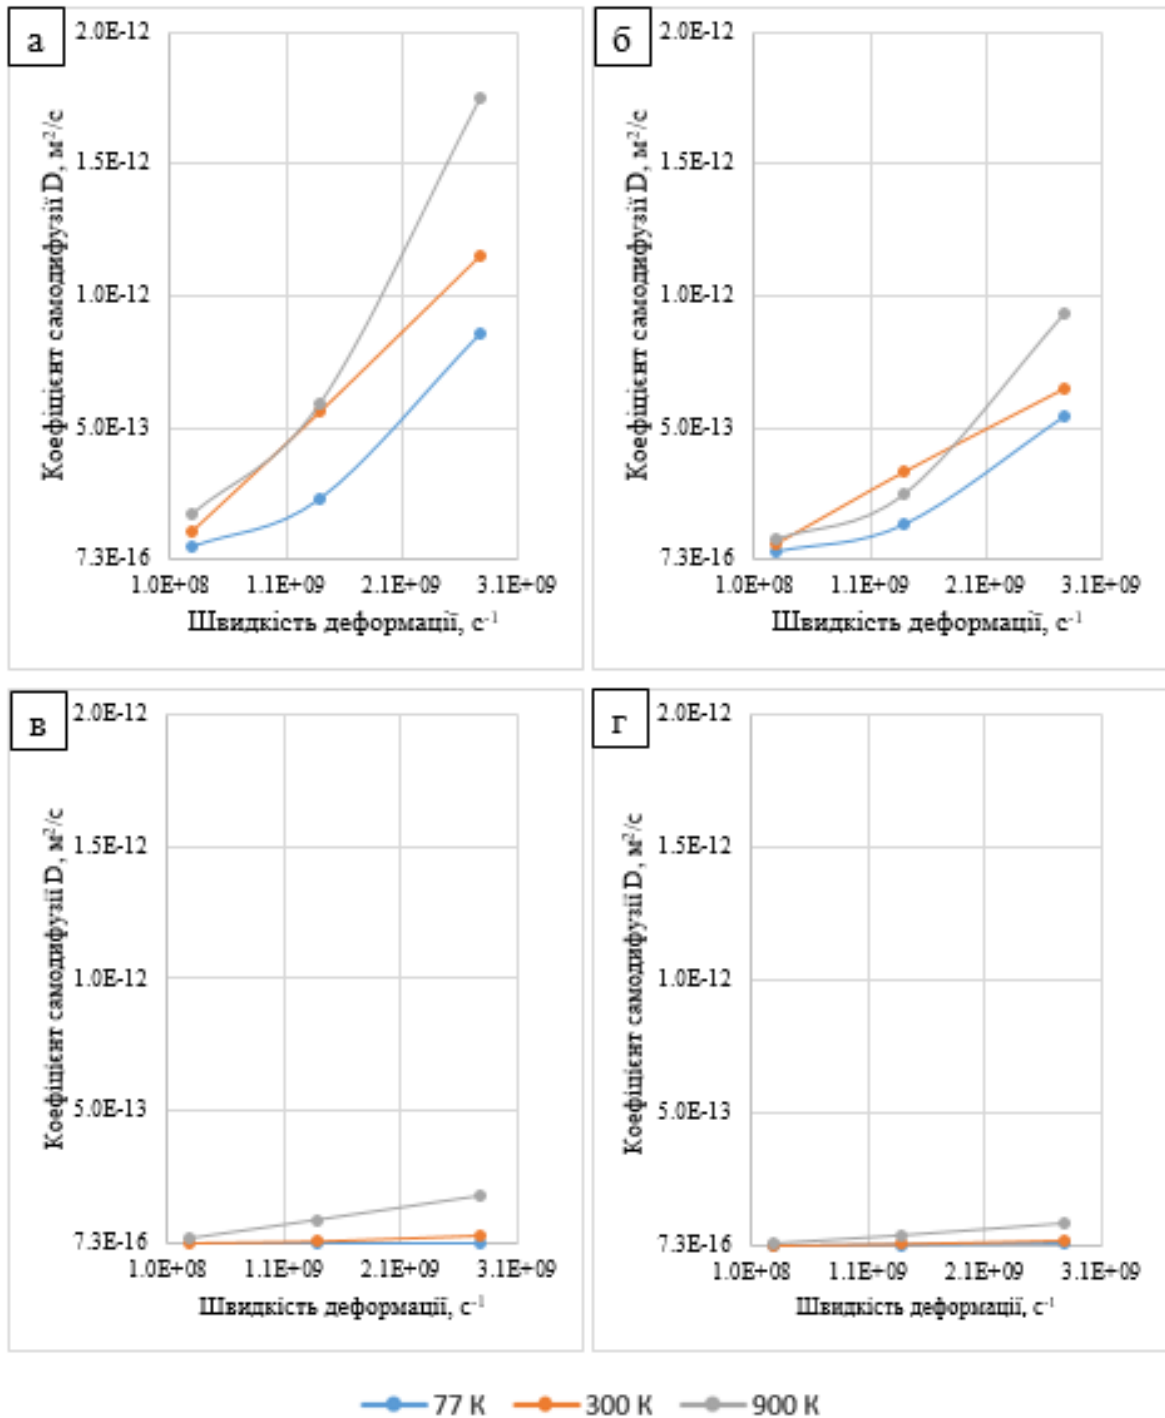 а
2.0E-12
1.5E-12
1.0E-12
5.0E-13
7.3E-16
Коефіцієнт самодифузії D, м²/с
1.0E+08 1.1E+09 2.1E+09 3.1E+09
Швидкість деформації, с⁻¹
б
2.0E-12
1.5E-12
1.0E-12
5.0E-13
7.3E-16
Коефіцієнт самодифузії D, м²/с
1.0E+08 1.1E+09 2.1E+09 3.1E+09
Швидкість деформації, с⁻¹
в
2.0E-12
1.5E-12
1.0E-12
5.0E-13
7.3E-16
Коефіцієнт самодифузії D, м²/с
1.0E+08 1.1E+09 2.1E+09 3.1E+09
Швидкість деформації, с⁻¹
г
2.0E-12
1.5E-12
1.0E-12
5.0E-13
7.3E-16
Коефіцієнт самодифузії D, м²/с
1.0E+08 1.1E+09 2.1E+09 3.1E+09
Швидкість деформації, с⁻¹
77 К 300 К 900 К